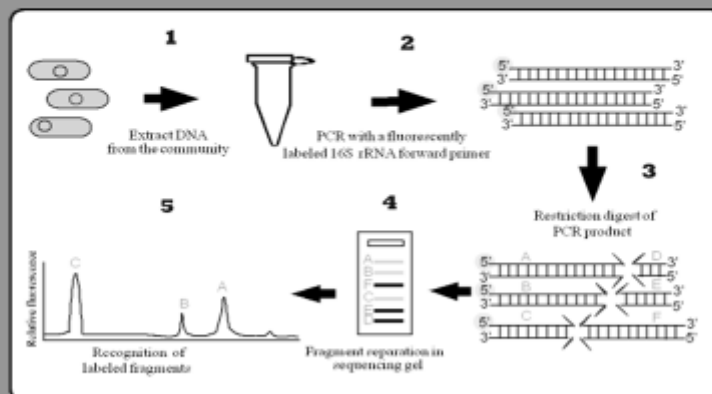 1
2
Extract DNA
from the community
PCR with a fluorescently
labeled 16S rRNA forward primer
5' 3'
3' 5'
5' 3'
3' 5'
5' 3'
3' 5'
3
Restriction digest of
PCR product
A D
5' 3'
3' 5'
B E
5' 3'
3' 5'
C F
5' 3'
3' 5'
4
A
B
F
C
E
D
Fragment separation in
sequencing gel
5
Relative fluorescence
C
B
A
Recognition of
labeled fragments